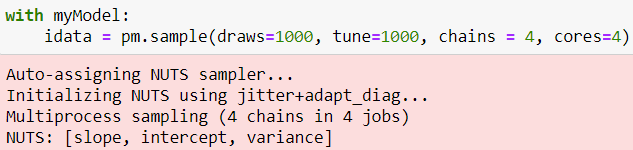 with myModel:
    idata = pm.sample(draws=1000, tune=1000, chains = 4, cores=4)
Auto-assigning NUTS sampler...
Initializing NUTS using jitter+adapt_diag...
Multiprocess sampling (4 chains in 4 jobs)
NUTS: [slope, intercept, variance]